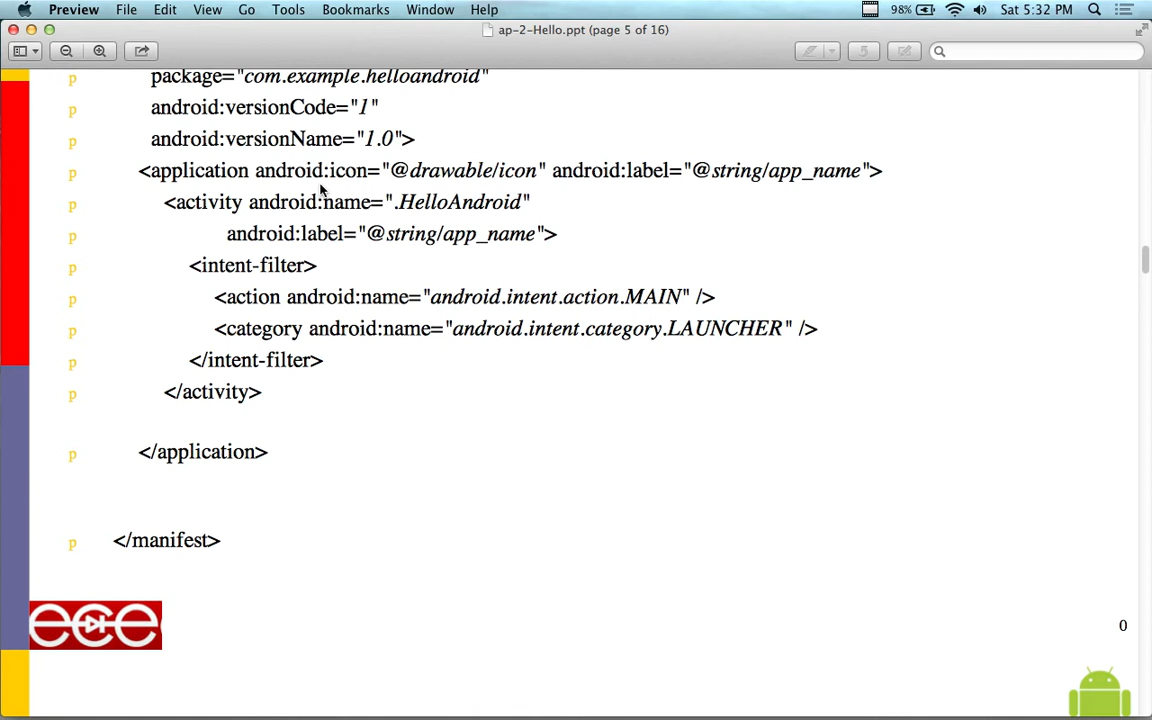 Preview File Edit View Go Tools Bookmarks Window Help 98% Sat 5:32 PM
ap-2-Hello.ppt (page 5 of 16)
p package="com.example.helloandroid"
p android:versionCode="1"
p android:versionName="1.0">
p <application android:icon="@drawable/icon" android:label="@string/app_name">
p <activity android:name=".HelloAndroid"
p android:label="@string/app_name">
p <intent-filter>
p <action android:name="android.intent.action.MAIN" />
p <category android:name="android.intent.category.LAUNCHER" />
p </intent-filter>
p </activity>
p </application>
p </manifest>
ece
0